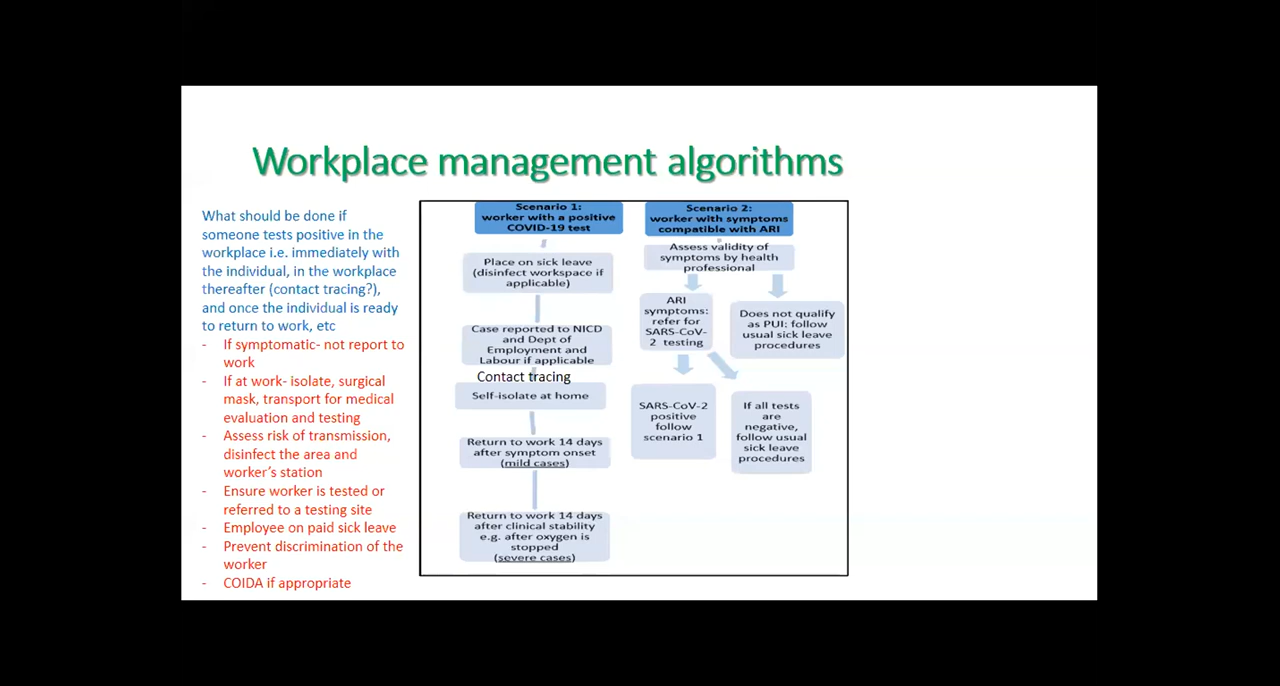 Workplace management algorithms
What should be done if
someone tests positive in the
workplace i.e. immediately with
the individual, in the workplace
thereafter (contact tracing?),
and once the individual is ready
to return to work, etc
- If symptomatic- not report to
work
- If at work- isolate, surgical
mask, transport for medical
evaluation and testing
- Assess risk of transmission,
disinfect the area and
worker's station
- Ensure worker is tested or
referred to a testing site
- Employee on paid sick leave
- Prevent discrimination of the
worker
- COIDA if appropriate
Scenario 1:
worker with a positive
COVID-19 test
Place on sick leave
(disinfect workspace if
applicable)
Case reported to NICD
and Dept of
Employment and
Labour if applicable
Contact tracing
Self-isolate at home
Return to work 14 days
after symptom onset
(mild cases)
Return to work 14 days
after clinical stability
e.g. after oxygen is
stopped
(severe cases)
Scenario 2:
worker with symptoms
compatible with ARI
Assess validity of
symptoms by health
professional
ARI
symptoms:
refer for
SARS-CoV-
2 testing
Does not qualify
as PUI: follow
usual sick leave
procedures
SARS-CoV-2
positive
follow
scenario 1
If all tests
are
negative,
follow usual
sick leave
procedures